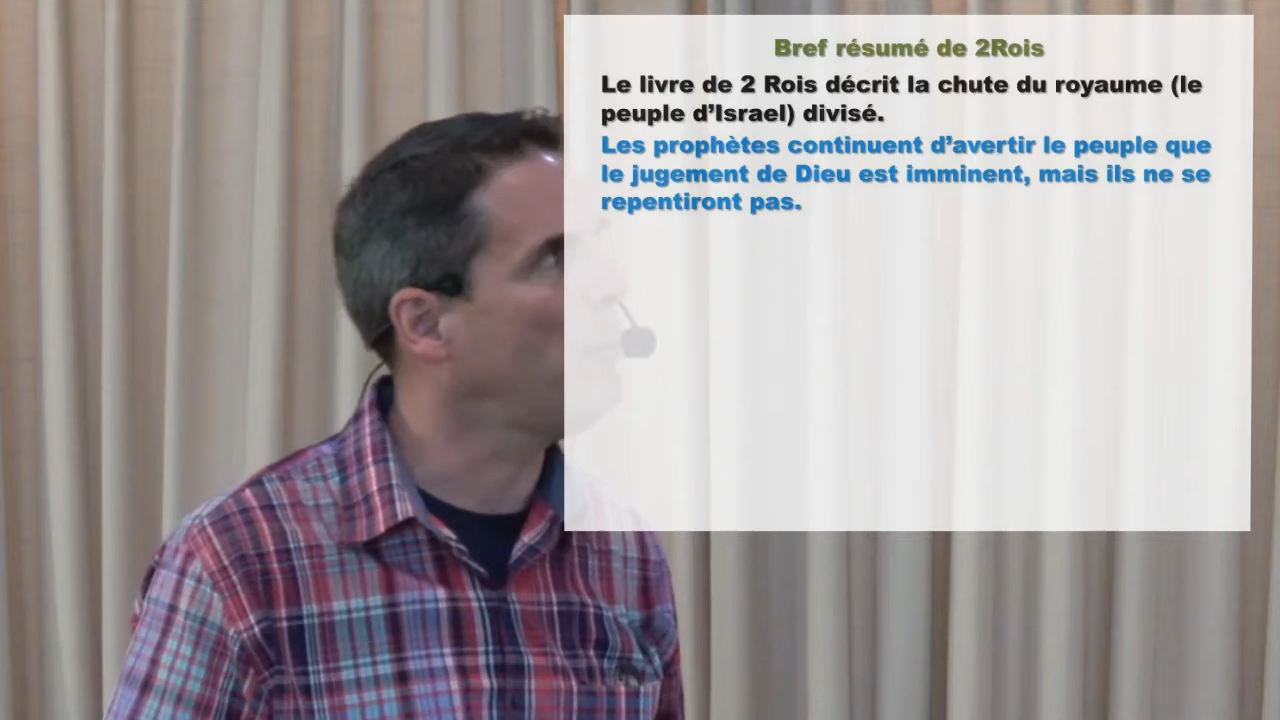 Bref résumé de 2Rois
Le livre de 2 Rois décrit la chute du royaume (le
peuple d’Israel) divisé.
Les prophètes continuent d’avertir le peuple que
le jugement de Dieu est imminent, mais ils ne se
repentiront pas.